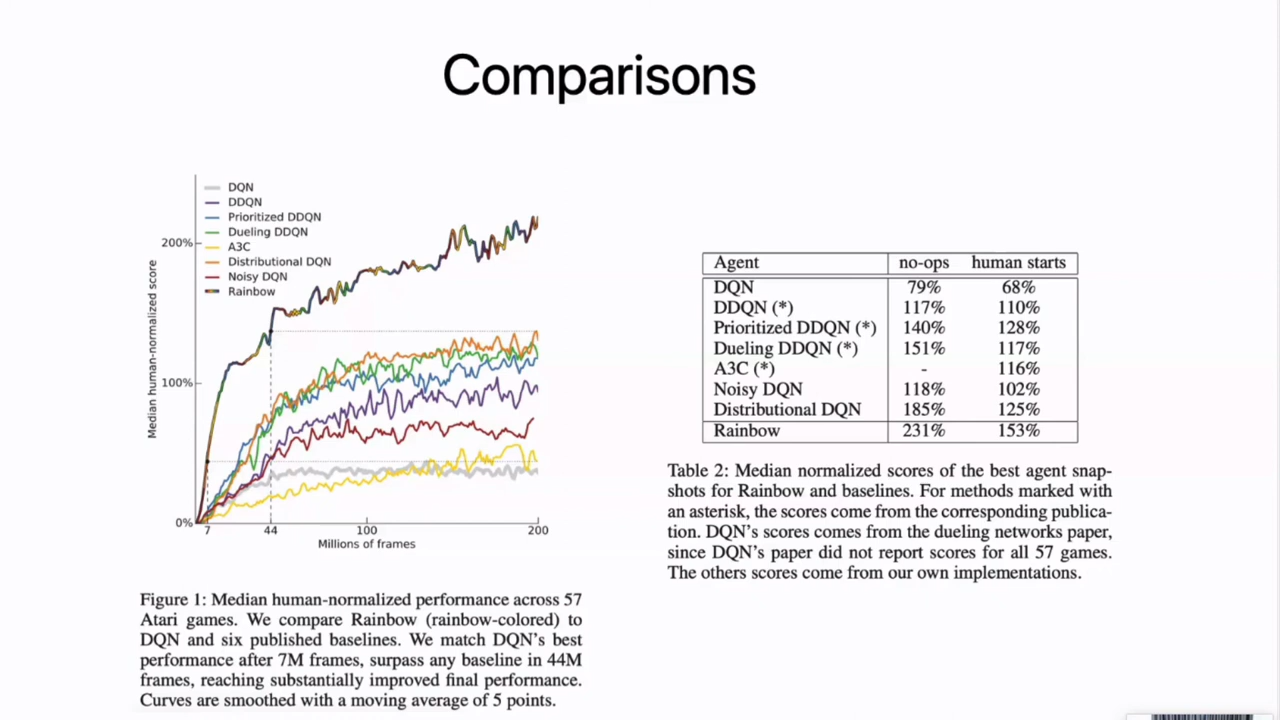 Comparisons
DQN
DDQN
Prioritized DDQN
Dueling DDQN
A3C
Distributional DQN
Noisy DQN
Rainbow
200%
100%
0%
Median human-normalized score
7 44 100 200
Millions of frames
Figure 1: Median human-normalized performance across 57
Atari games. We compare Rainbow (rainbow-colored) to
DQN and six published baselines. We match DQN's best
performance after 7M frames, surpass any baseline in 44M
frames, reaching substantially improved final performance.
Curves are smoothed with a moving average of 5 points.
Agent no-ops human starts
DQN 79% 68%
DDQN (*) 117% 110%
Prioritized DDQN (*) 140% 128%
Dueling DDQN (*) 151% 117%
A3C (*) - 116%
Noisy DQN 118% 102%
Distributional DQN 185% 125%
Rainbow 231% 153%
Table 2: Median normalized scores of the best agent snap-
shots for Rainbow and baselines. For methods marked with
an asterisk, the scores come from the corresponding publica-
tion. DQN's scores comes from the dueling networks paper,
since DQN's paper did not report scores for all 57 games.
The others scores come from our own implementations.